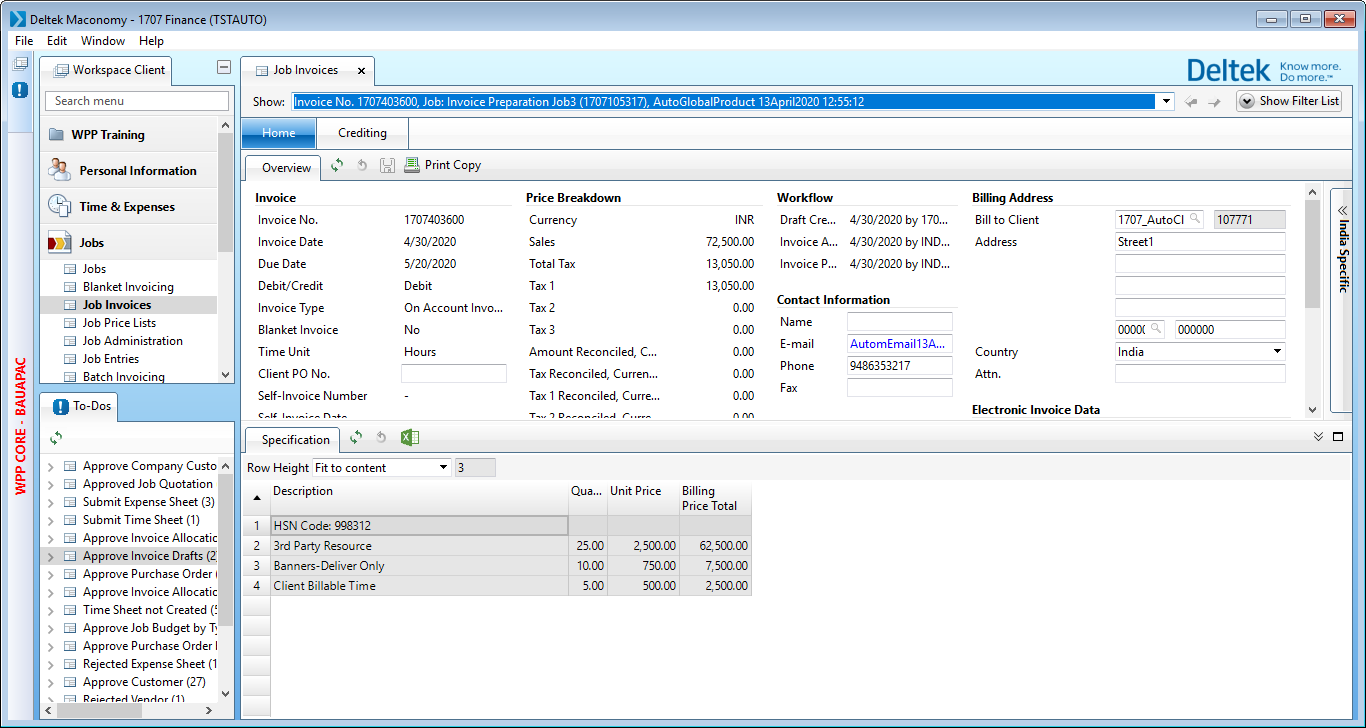 Deltek Maconomy - 1707 Finance (TSTAUTO)
File Edit Window Help
WPP CORE - BAUAPAC
Workspace Client
Search menu
WPP Training
Personal Information
Time & Expenses
Jobs
Jobs
Blanket Invoicing
Job Invoices
Job Price Lists
Job Administration
Job Entries
Batch Invoicing
To-Dos
Approve Company Custo
Approved Job Quotation
Submit Expense Sheet (3)
Submit Time Sheet (1)
Approve Invoice Allocatic
Approve Invoice Drafts (2
Approve Purchase Order (
Approve Invoice Allocatic
Time Sheet not Created (5
Approve Job Budget by Ty
Approve Purchase Order
Rejected Expense Sheet (1
Approve Customer (27)
Rejected Vendor (1)
Job Invoices
Deltek Know more.
Do more.™
Show: Invoice No. 1707403600, Job: Invoice Preparation Job3 (1707105317), AutoGlobalProduct 13April2020 12:55:12
Show Filter List
Home Crediting
Overview Print Copy
Invoice
Invoice No. 1707403600
Invoice Date 4/30/2020
Due Date 5/20/2020
Debit/Credit Debit
Invoice Type On Account Invo...
Blanket Invoice No
Time Unit Hours
Client PO No.
Self-Invoice Number -
Self-Invoice Date
Price Breakdown
Currency INR
Sales 72,500.00
Total Tax 13,050.00
Tax 1 13,050.00
Tax 2 0.00
Tax 3 0.00
Amount Reconciled, C... 0.00
Tax Reconciled, Curren... 0.00
Tax 1 Reconciled, Curre... 0.00
Tax 2 Reconciled, Curre... 0.00
Workflow
Draft Cre... 4/30/2020 by 170...
Invoice A... 4/30/2020 by IND...
Invoice P... 4/30/2020 by IND...
Contact Information
Name
E-mail AutomEmail13A...
Phone 9486353217
Fax
Billing Address
Bill to Client 1707_AutoCl 107771
Address Street1
00000 000000
Country India
Attn.
Electronic Invoice Data
India Specific
Specification
Row Height Fit to content 3
Description Qua... Unit Price Billing
Price Total
1 HSN Code: 998312
2 3rd Party Resource 25.00 2,500.00 62,500.00
3 Banners-Deliver Only 10.00 750.00 7,500.00
4 Client Billable Time 5.00 500.00 2,500.00